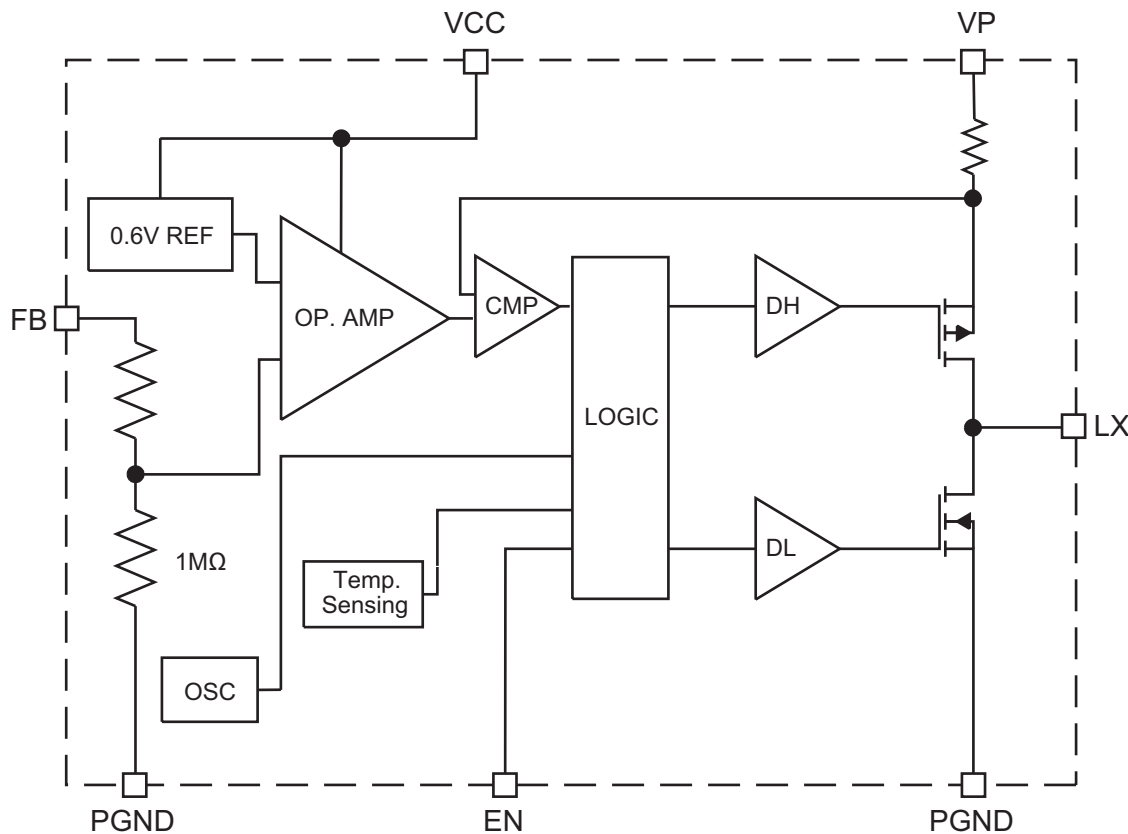 VCC
VP
0.6V REF
FB
OP. AMP
CMP
DH
LOGIC
LX
1MΩ
Temp.
Sensing
DL
OSC
PGND
EN
PGND